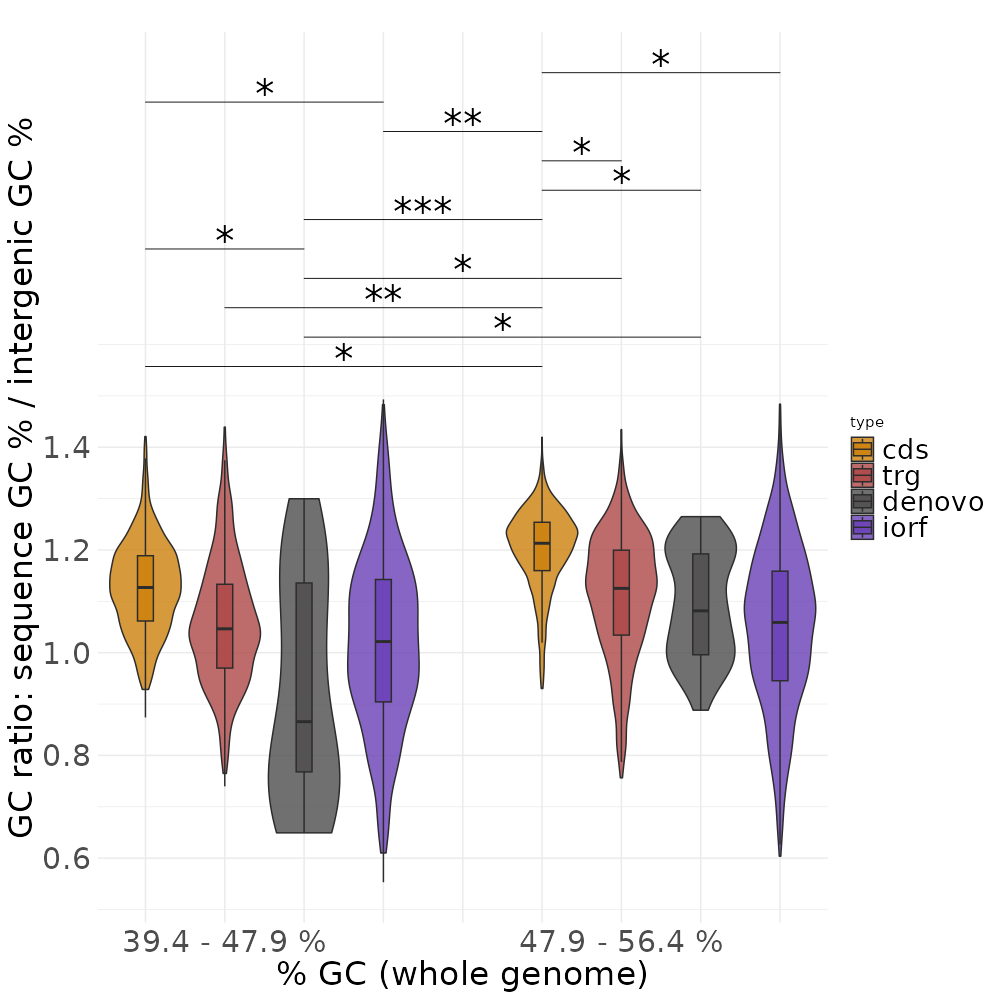 *
*
**
*
*
***
*
*
**
*
*
GC ratio: sequence GC % / intergenic GC %
1.4
1.2
1.0
0.8
0.6
39.4 - 47.9 %
47.9 - 56.4 %
% GC (whole genome)
type
cds
trg
denovo
iorf